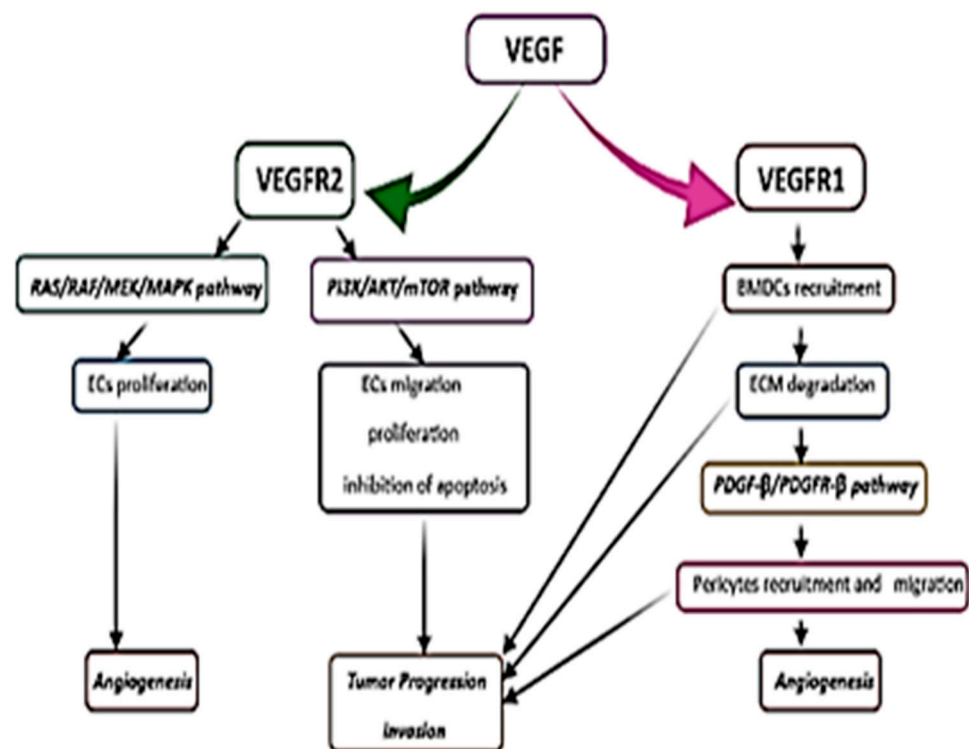 VEGF
VEGFR2
VEGFR1
RAS/RAF/MEK/MAPK pathway
PI3X/AKT/mTOR pathway
BMDCs recruitment
ECs proliferation
ECs migration
proliferation
inhibition of apoptosis
ECM degradation
PDGF-β/PDGFR-β pathway
Pericytes recruitment and migration
Angiogenesis
Tumor Progression
Invasion
Angiogenesis